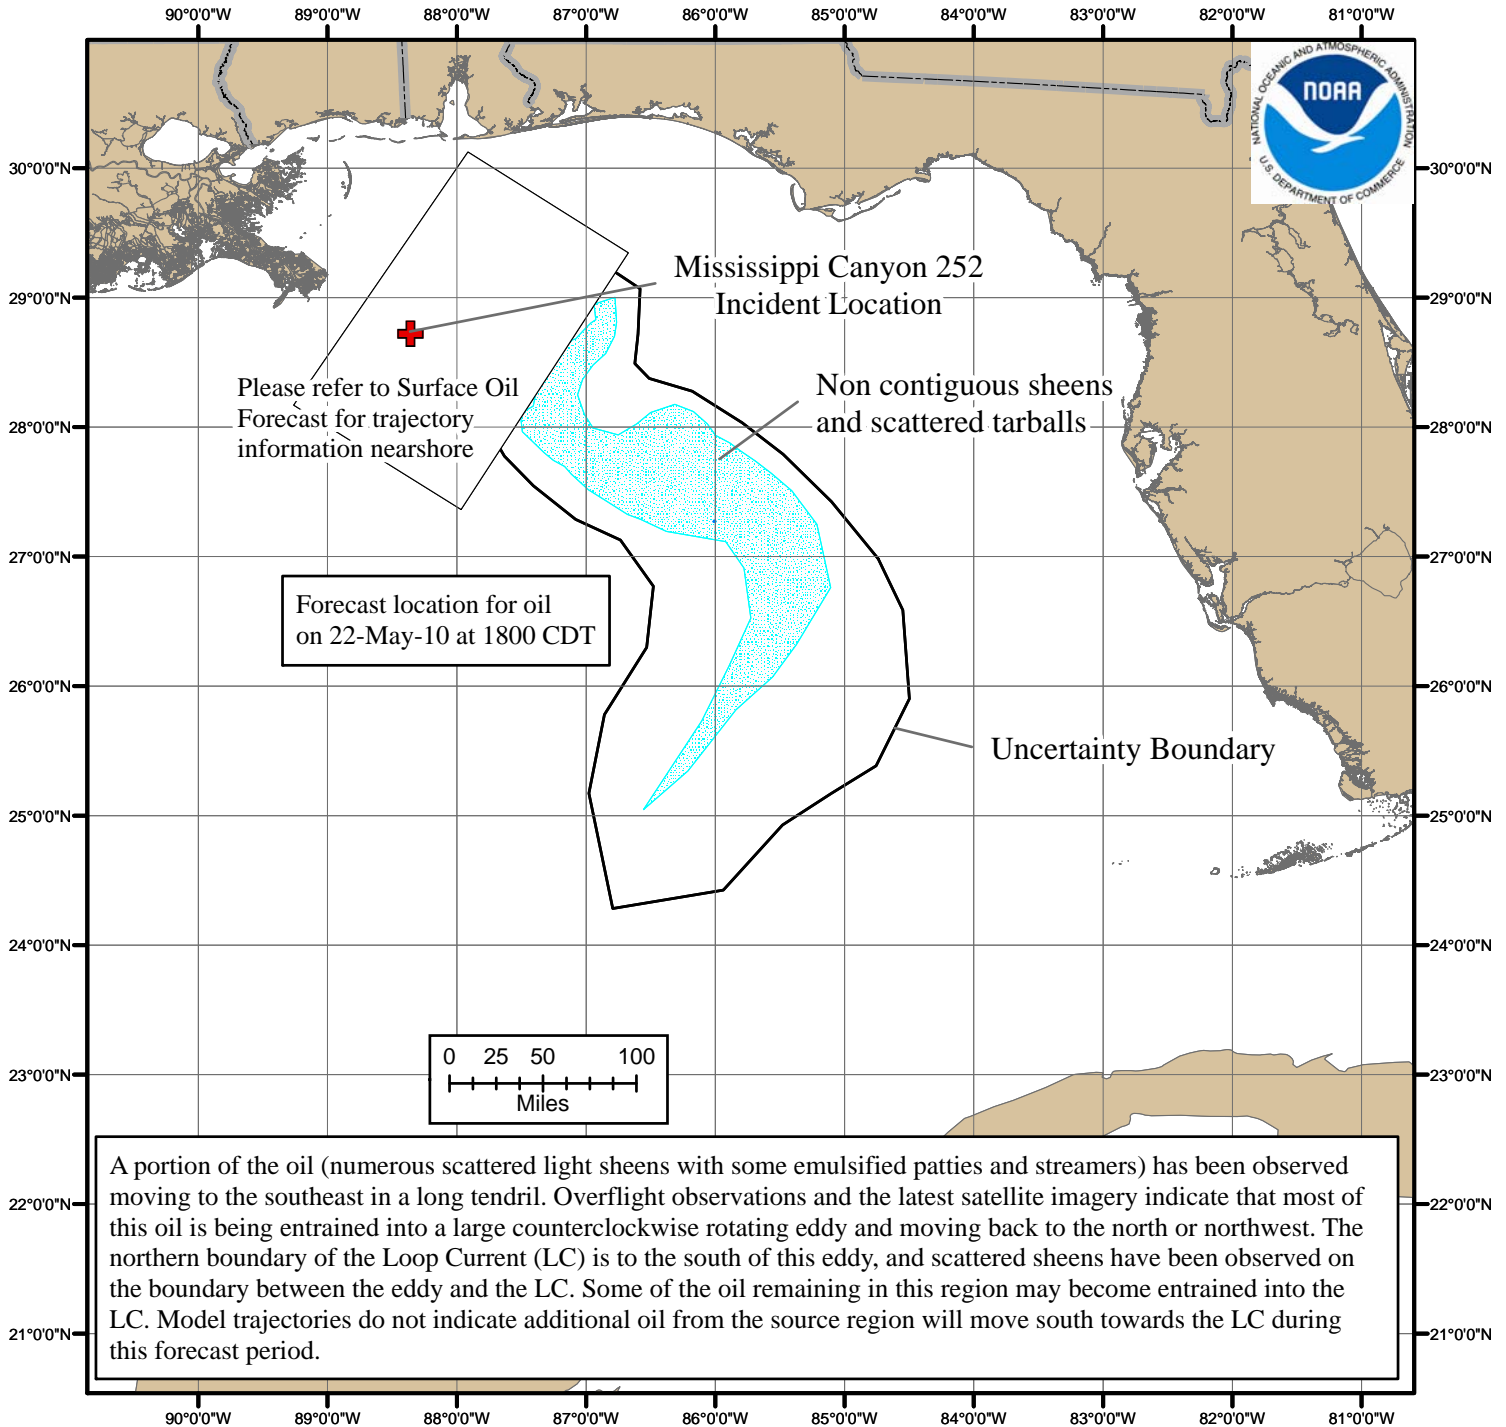 90°0'0"W 89°0'0"W 88°0'0"W 87°0'0"W 86°0'0"W 85°0'0"W 84°0'0"W 83°0'0"W 82°0'0"W 81°0'0"W
NATIONAL OCEANIC AND ATMOSPHERIC ADMINISTRATION
NOAA
U.S. DEPARTMENT OF COMMERCE
30°0'0"N 30°0'0"N
Mississippi Canyon 252
Incident Location
29°0'0"N 29°0'0"N
Please refer to Surface Oil
Forecast for trajectory
information nearshore
Non contiguous sheens
and scattered tarballs
28°0'0"N 28°0'0"N
27°0'0"N 27°0'0"N
Forecast location for oil
on 22-May-10 at 1800 CDT
26°0'0"N 26°0'0"N
Uncertainty Boundary
25°0'0"N 25°0'0"N
24°0'0"N 24°0'0"N
0 25 50 100
Miles
23°0'0"N 23°0'0"N
A portion of the oil (numerous scattered light sheens with some emulsified patties and streamers) has been observed
moving to the southeast in a long tendril. Overflight observations and the latest satellite imagery indicate that most of
this oil is being entrained into a large counterclockwise rotating eddy and moving back to the north or northwest. The
northern boundary of the Loop Current (LC) is to the south of this eddy, and scattered sheens have been observed on
the boundary between the eddy and the LC. Some of the oil remaining in this region may become entrained into the
LC. Model trajectories do not indicate additional oil from the source region will move south towards the LC during
this forecast period.
22°0'0"N 22°0'0"N
21°0'0"N 21°0'0"N
90°0'0"W 89°0'0"W 88°0'0"W 87°0'0"W 86°0'0"W 85°0'0"W 84°0'0"W 83°0'0"W 82°0'0"W 81°0'0"W